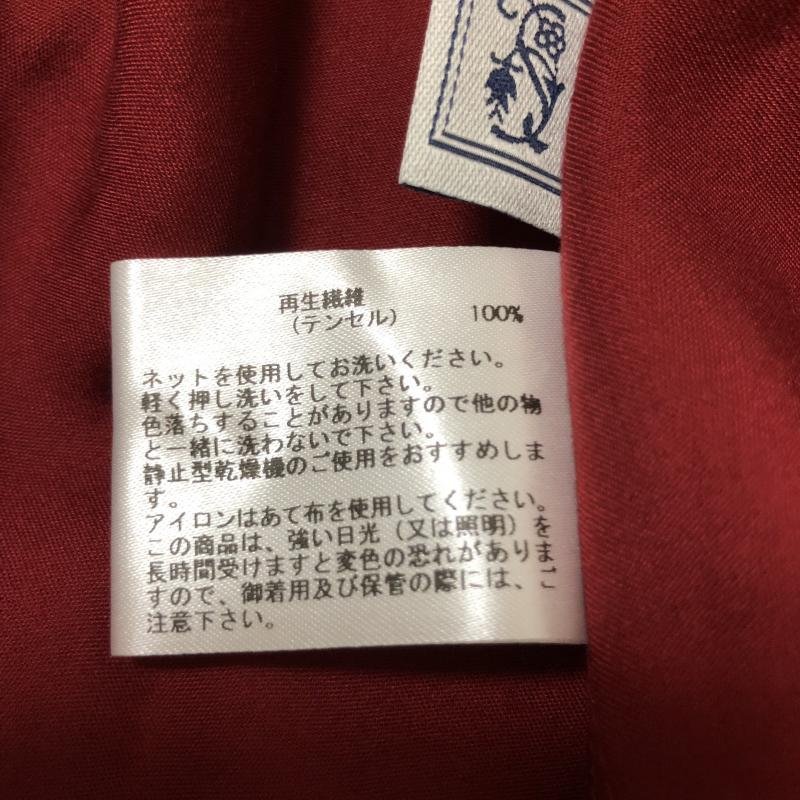 再生繊維
（テンセル） 100%
ネットを使用してお洗いください。
軽く押し洗いをして下さい。
色落ちすることがありますので他の物
と一緒に洗わないで下さい。
静止型乾燥機のご使用をおすすめしま
す。
アイロンはあて布を使用してください。
この商品は、強い日光（又は照明）を
長時間受けますと変色の恐れがありま
すので、御着用及び保管の際には、ご
注意下さい。